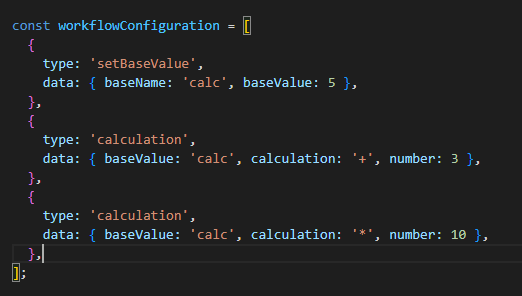 const workflowConfiguration = [
  {
    type: 'setBaseValue',
    data: { baseName: 'calc', baseValue: 5 },
  },
  {
    type: 'calculation',
    data: { baseValue: 'calc', calculation: '+', number: 3 },
  },
  {
    type: 'calculation',
    data: { baseValue: 'calc', calculation: '*', number: 10 },
  },
];